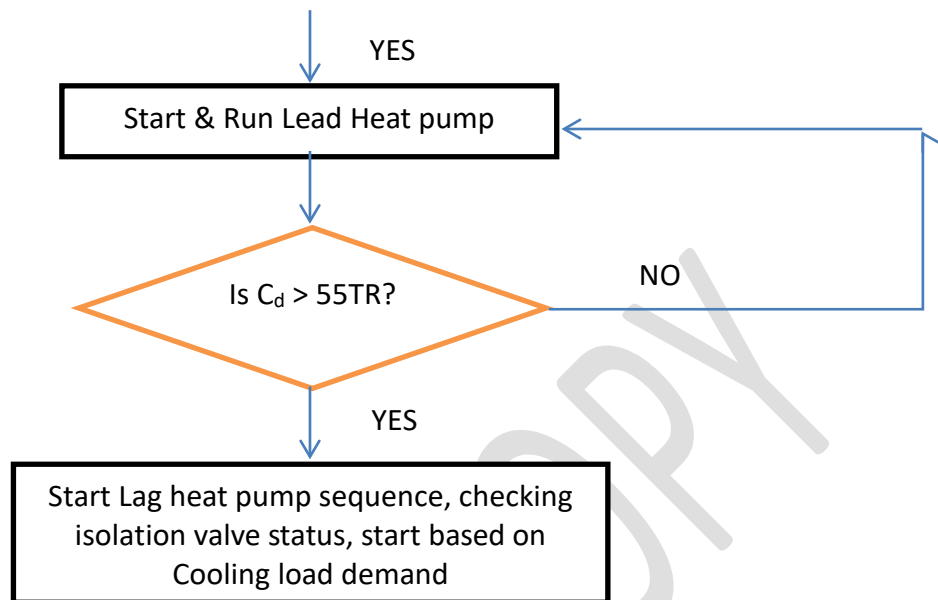 YES
Start & Run Lead Heat pump
Is Cd > 55TR?
NO
YES
Start Lag heat pump sequence, checking
isolation valve status, start based on
Cooling load demand
OPY